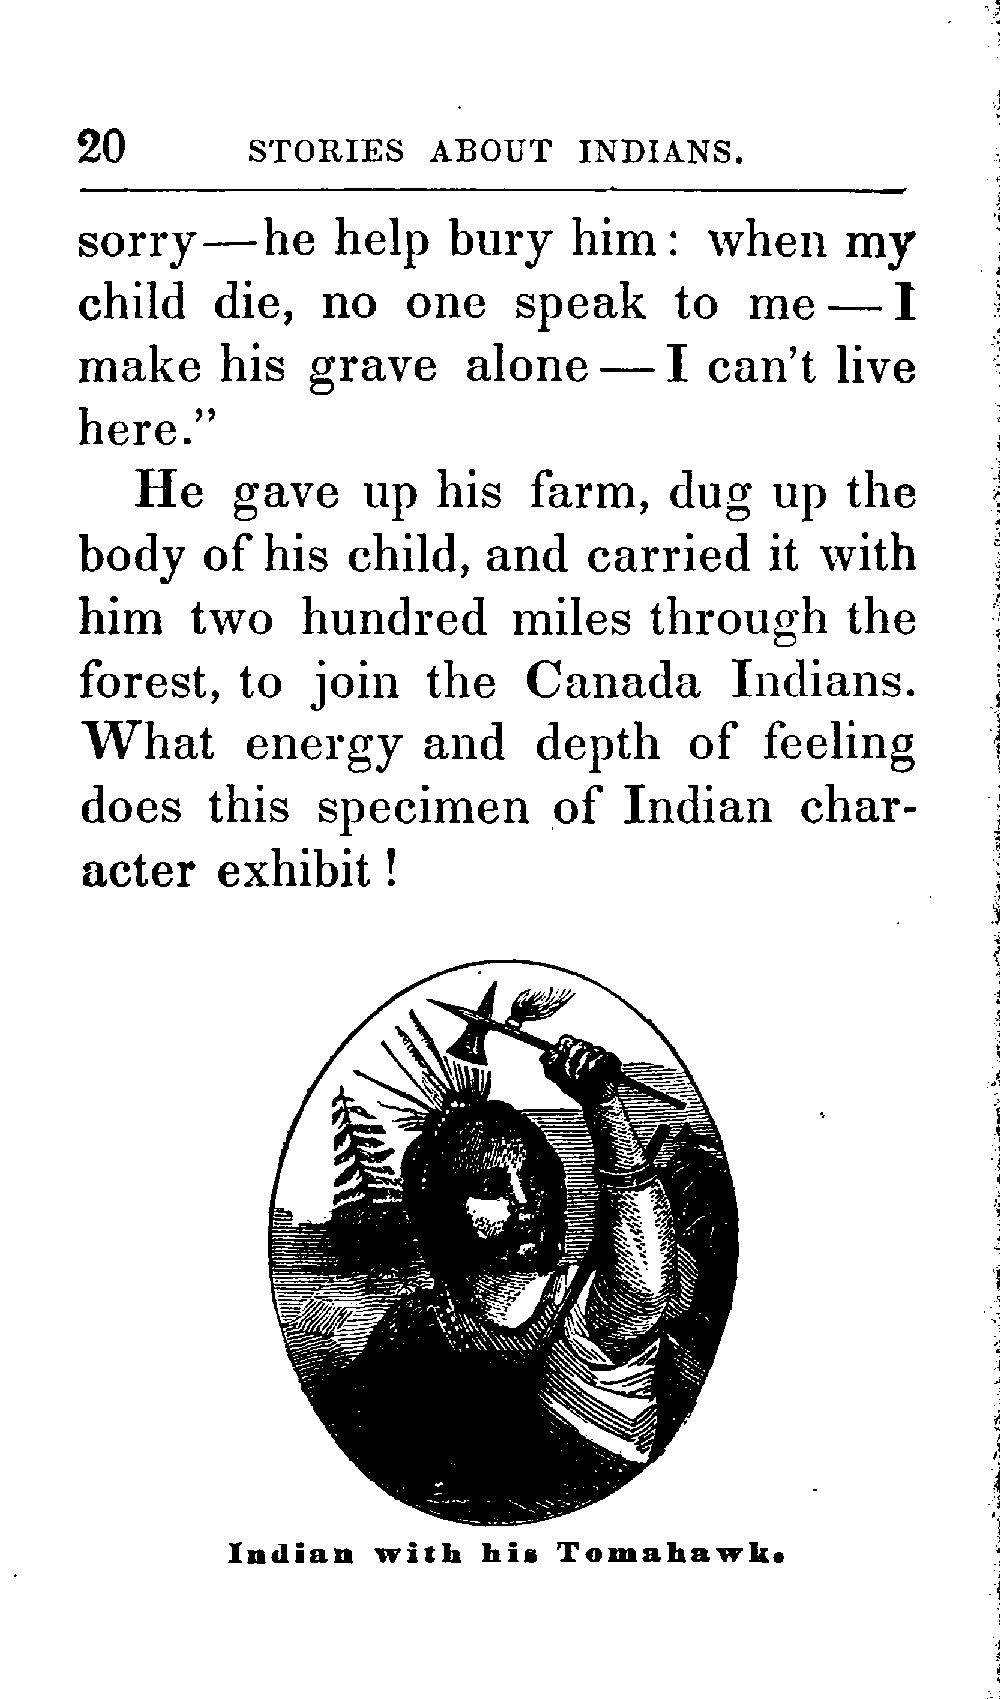 20 STORIES ABOUT INDIANS.
sorry—he help bury him: when my
child die, no one speak to me—I
make his grave alone—I can't live
here."
He gave up his farm, dug up the
body of his child, and carried it with
him two hundred miles through the
forest, to join the Canada Indians.
What energy and depth of feeling
does this specimen of Indian char-
acter exhibit!
Indian with his Tomahawk.